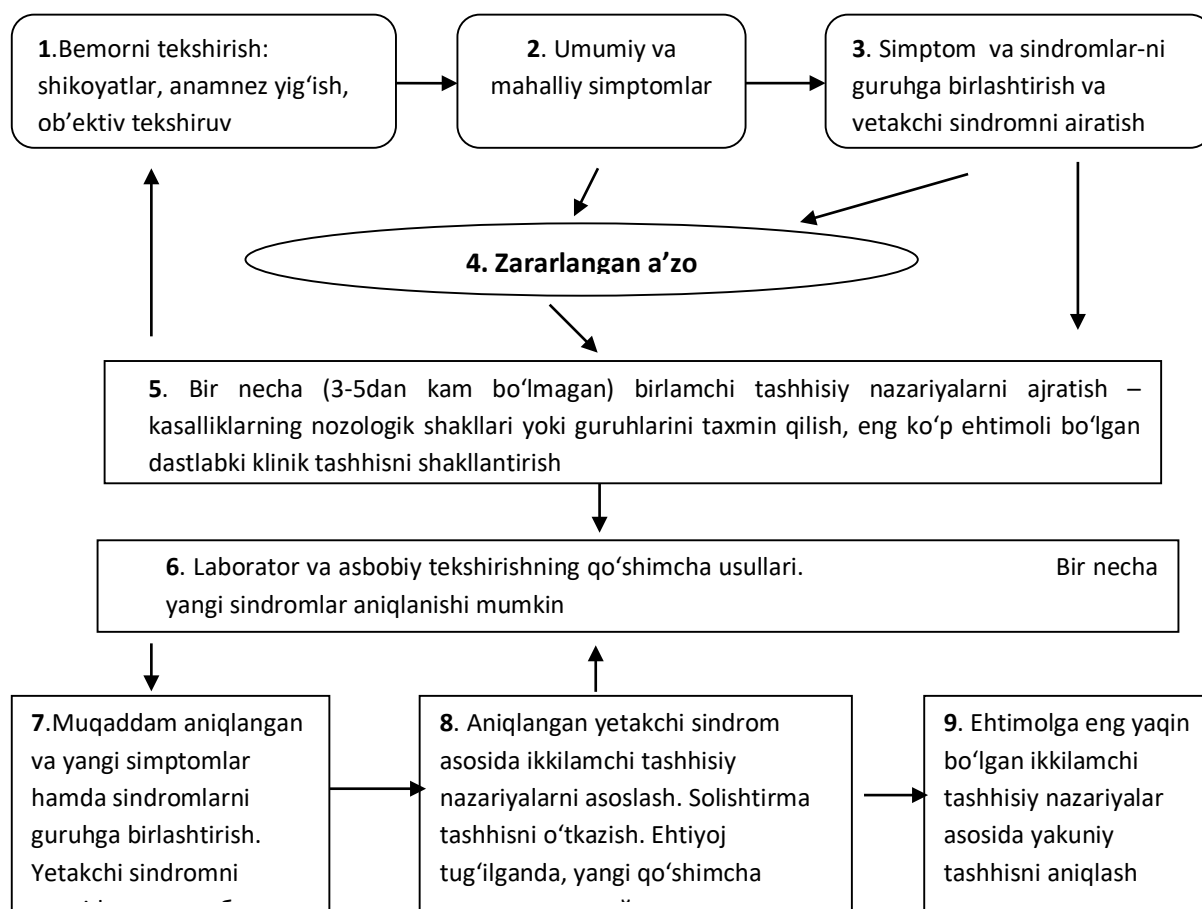 1.Bemorni tekshirish:
shikoyatlar, anamnez yig‘ish,
ob’ektiv tekshiruv
2. Umumiy va
mahalliy simptomlar
3. Simptom va sindromlar-ni
guruhga birlashtirish va
yetakchi sindromni ajratish
4. Zararlangan a’zo
5. Bir necha (3-5dan kam bo‘lmagan) birlamchi tashhisiy nazariyalarni ajratish –
kasalliklarning nozologik shakllari yoki guruhlarini taxmin qilish, eng ko‘p ehtimoli bo‘lgan
dastlabki klinik tashhisni shakllantirish
6. Laborator va asbobiy tekshirishning qo‘shimcha usullari. Bir necha
yangi sindromlar aniqlanishi mumkin
7.Muqaddam aniqlangan
va yangi simptomlar
hamda sindromlarni
guruhga birlashtirish.
Yetakchi sindromni
8. Aniqlangan yetakchi sindrom
asosida ikkilamchi tashhisiy
nazariyalarni asoslash. Solishtirma
tashhisni o‘tkazish. Ehtiyoj
tug‘ilganda, yangi qo‘shimcha
9. Ehtimolga eng yaqin
bo‘lgan ikkilamchi
tashhisiy nazariyalar
asosida yakuniy
tashhisni aniqlash